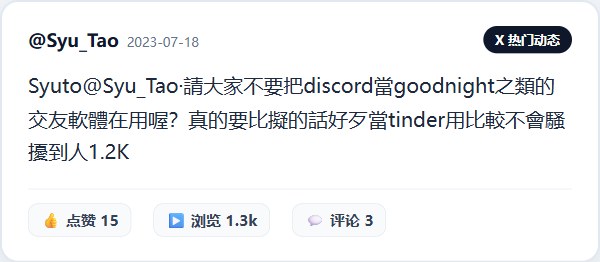 @Syu_Tao 2023-07-18
X 热门动态
Syuto@Syu_Tao·請大家不要把discord當goodnight之類的
交友軟體在用喔？真的要比擬的話好歹當tinder用比較不會騷
擾到人1.2K
👍 点赞 15 ▶️ 浏览 1.3k 💬 评论 3